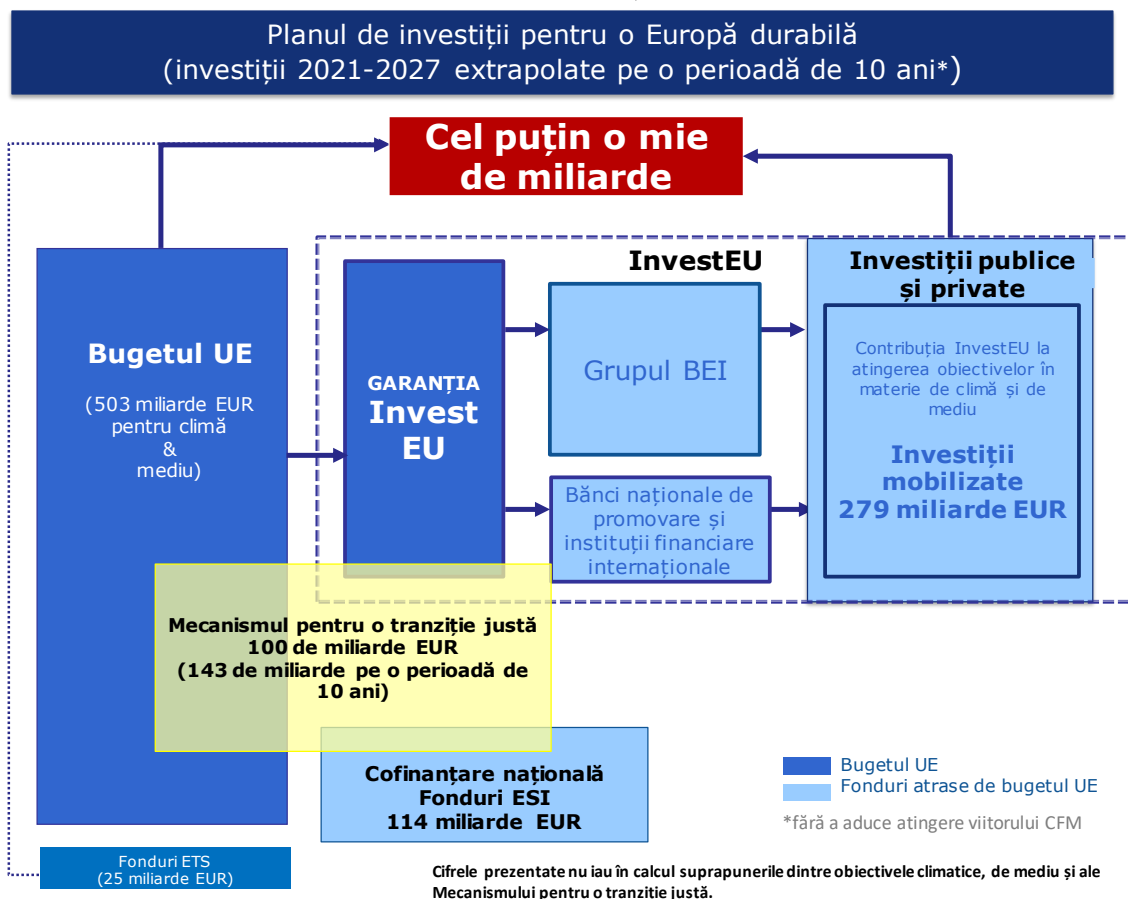 Planul de investiții pentru o Europă durabilă
(investiții 2021-2027 extrapolate pe o perioadă de 10 ani*)
Cel puțin o mie
de miliarde
Bugetul UE
(503 miliarde EUR
pentru climă
&
mediu)
GARANȚIA
Invest
EU
InvestEU
Grupul BEI
Bănci naționale de
promovare și
instituții financiare
internaționale
Investiții publice
și private
Contribuția InvestEU la
atingerea obiectivelor în
materie de climă și de
mediu
Investiții
mobilizate
279 miliarde EUR
Mecanismul pentru o tranziție justă
100 de miliarde EUR
(143 de miliarde pe o perioadă de
10 ani)
Cofinanțare națională
Fonduri ESI
114 miliarde EUR
Fonduri ETS
(25 miliarde EUR)
Bugetul UE
Fonduri atrase de bugetul UE
*fără a aduce atingere viitorului CFM
Cifrele prezentate nu iau în calcul suprapunerile dintre obiectivele climatice, de mediu și ale
Mecanismului pentru o tranziție justă.